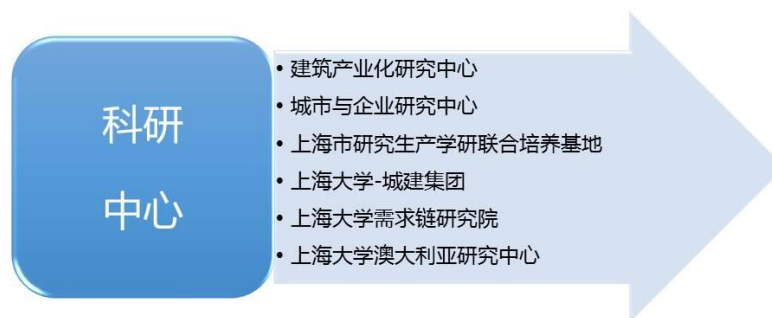 科研
中心
• 建筑产业化研究中心
• 城市与企业研究中心
• 上海市研究生产学研联合培养基地
• 上海大学-城建集团
• 上海大学需求链研究院
• 上海大学澳大利亚研究中心